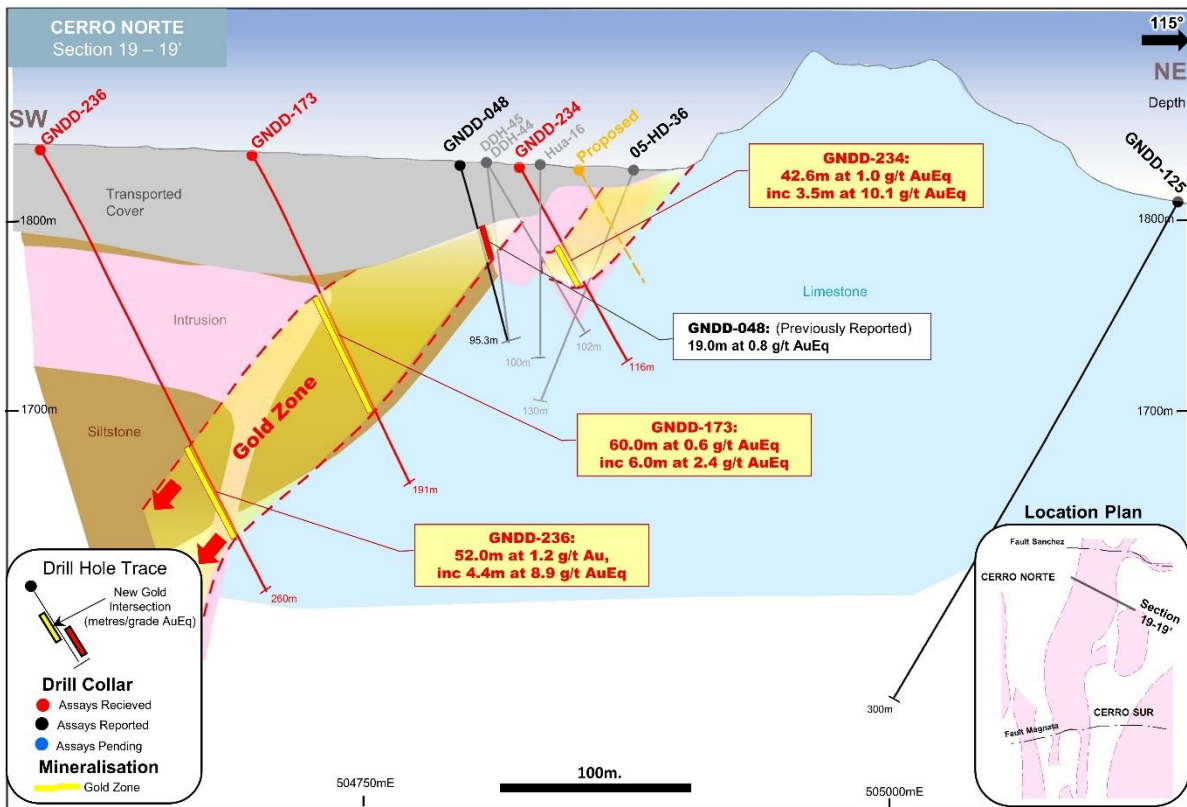 CERRO NORTE
Section 19 – 19’
115°
NE
Depth
SW
GNDD-236
GNDD-173
GNDD-048
DDH-45
DDH-44
GNDD-234
Hua-16
Proposed
05-HD-36
GNDD-125
Transported
Cover
1800m
1800m
GNDD-234:
42.6m at 1.0 g/t AuEq
inc 3.5m at 10.1 g/t AuEq
Intrusion
Limestone
GNDD-048: (Previously Reported)
19.0m at 0.8 g/t AuEq
95.3m
100m
102m
116m
130m
1700m
1700m
Siltstone
Gold Zone
GNDD-173:
60.0m at 0.6 g/t AuEq
inc 6.0m at 2.4 g/t AuEq
191m
GNDD-236:
52.0m at 1.2 g/t Au,
inc 4.4m at 8.9 g/t AuEq
260m
300m
Drill Hole Trace
New Gold
Intersection
(metres/grade AuEq)
Drill Collar
Assays Recieved
Assays Reported
Assays Pending
Mineralisation
Gold Zone
Location Plan
Fault Sanchez
CERRO NORTE
Section
19-19’
CERRO SUR
Fault Magnata
504750mE
100m.
505000mE